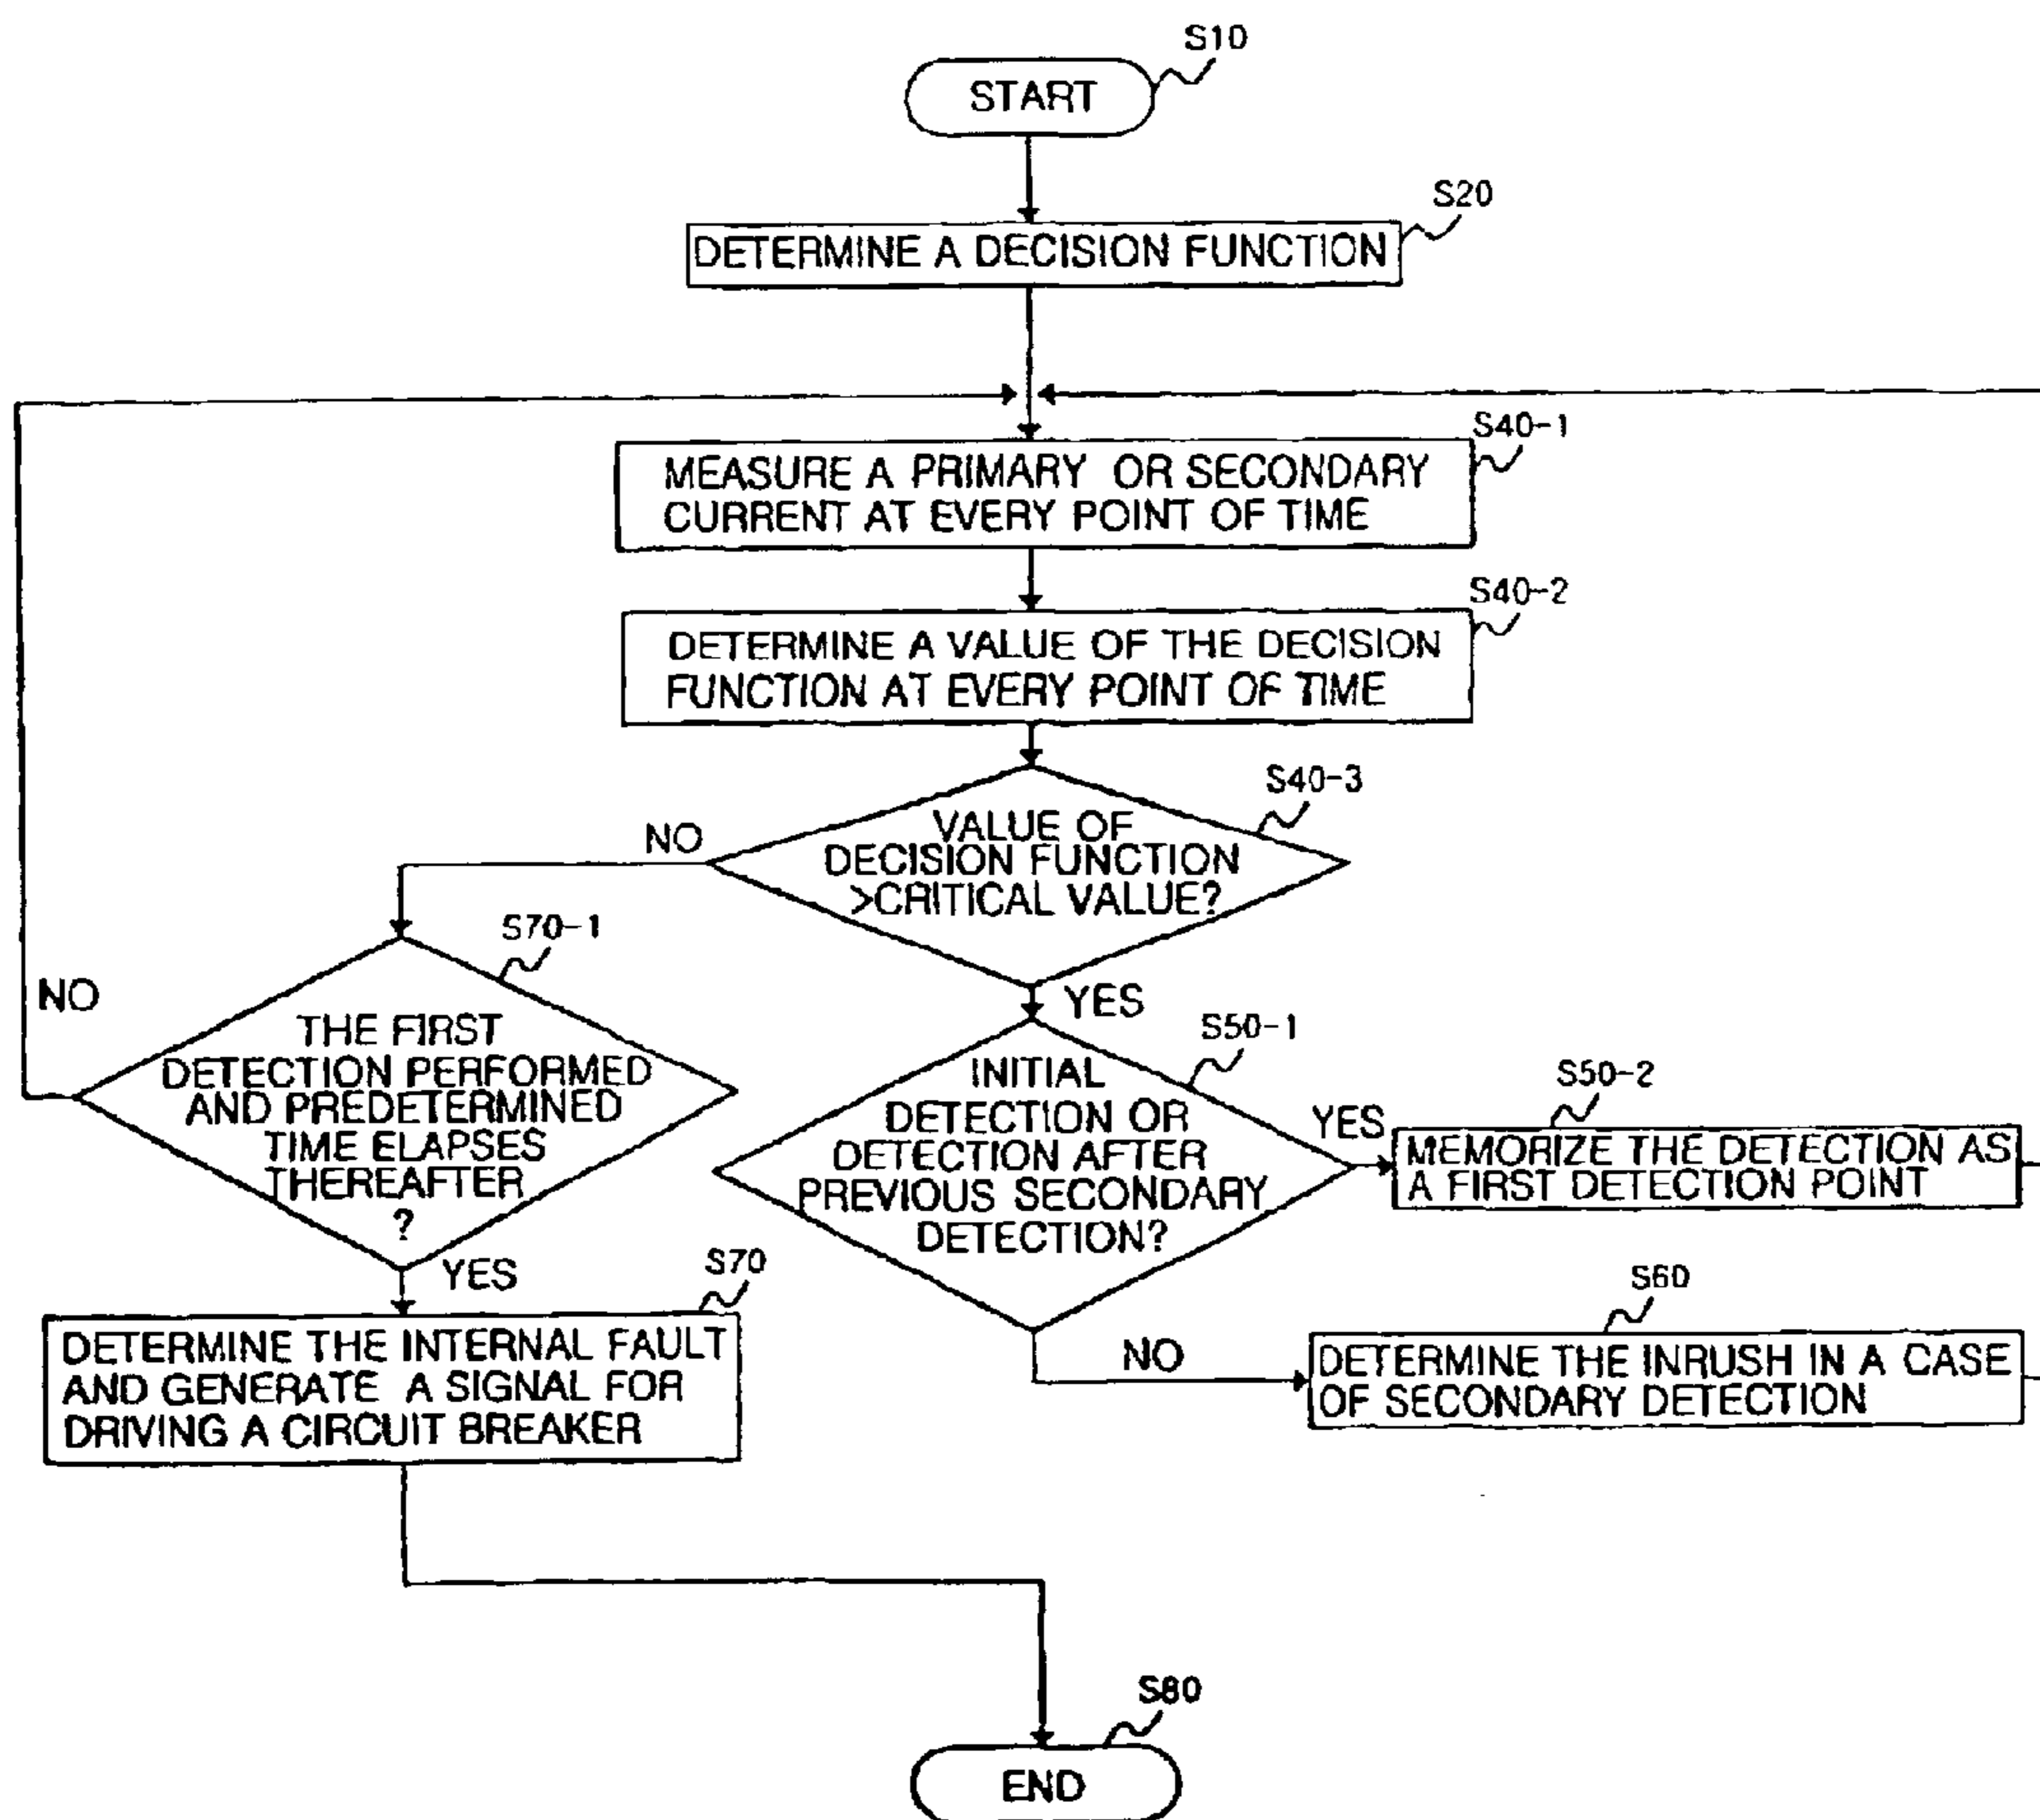 S10
START
S20
DETERMINE A DECISION FUNCTION
S40-1
MEASURE A PRIMARY OR SECONDARY
CURRENT AT EVERY POINT OF TIME
S40-2
DETERMINE A VALUE OF THE DECISION
FUNCTION AT EVERY POINT OF TIME
S40-3
VALUE OF
DECISION FUNCTION
>CRITICAL VALUE?
NO
YES
S70-1
THE FIRST
DETECTION PERFORMED
AND PREDETERMINED
TIME ELAPSES
THEREAFTER
?
NO
YES
S50-1
INITIAL
DETECTION OR
DETECTION AFTER
PREVIOUS SECONDARY
DETECTION?
YES
S50-2
MEMORIZE THE DETECTION AS
A FIRST DETECTION POINT
NO
S60
DETERMINE THE INRUSH IN A CASE
OF SECONDARY DETECTION
S70
DETERMINE THE INTERNAL FAULT
AND GENERATE A SIGNAL FOR
DRIVING A CIRCUIT BREAKER
S80
END